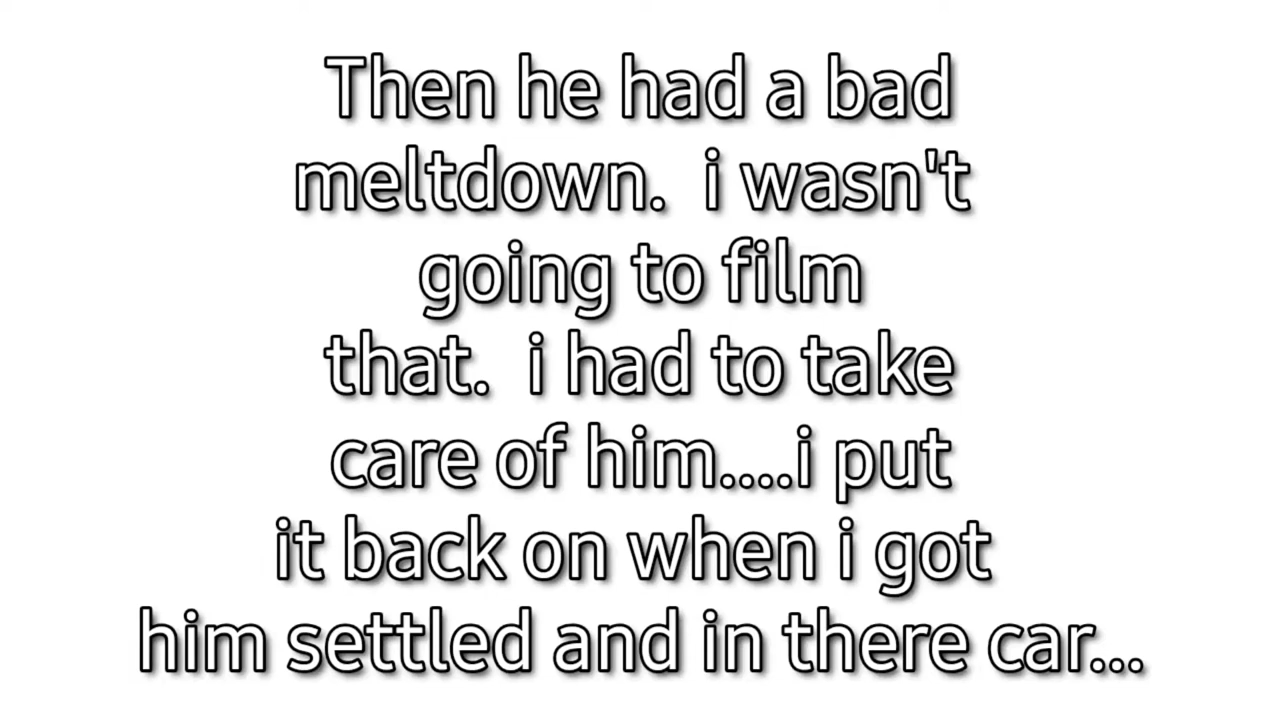 Then he had a bad
meltdown.  i wasn't
going to film
that.  i had to take
care of him....i put
it back on when i got
him settled and in there car...